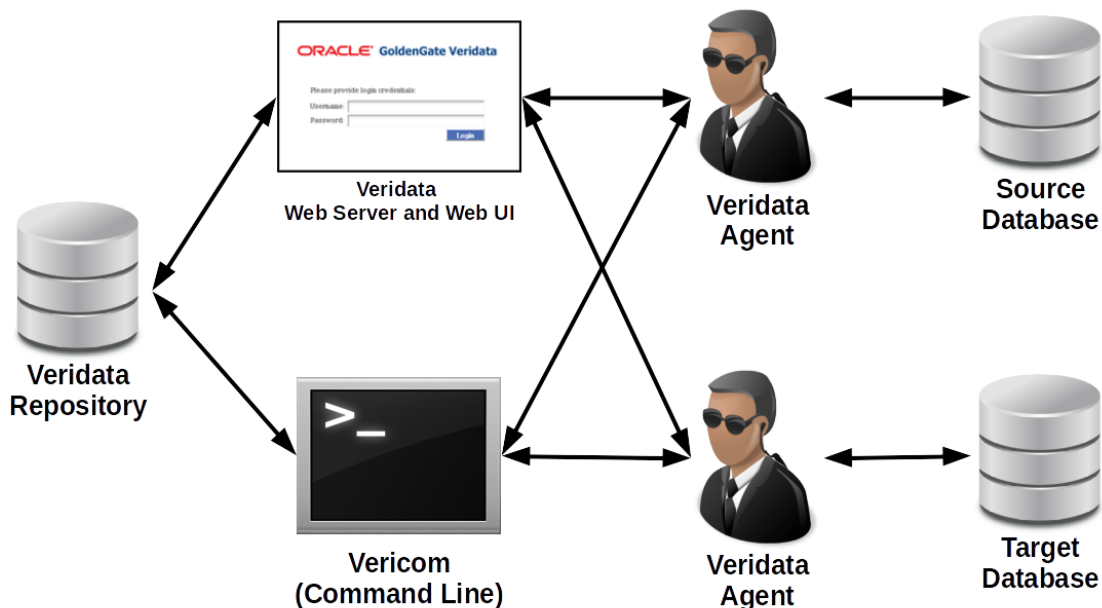 ORACLE GoldenGate Veridata
Please provide login credentials:
Username:
Password:
Login
Veridata
Web Server and Web UI
Veridata
Agent
Source
Database
Veridata
Repository
>_
Vericom
(Command Line)
Veridata
Agent
Target
Database